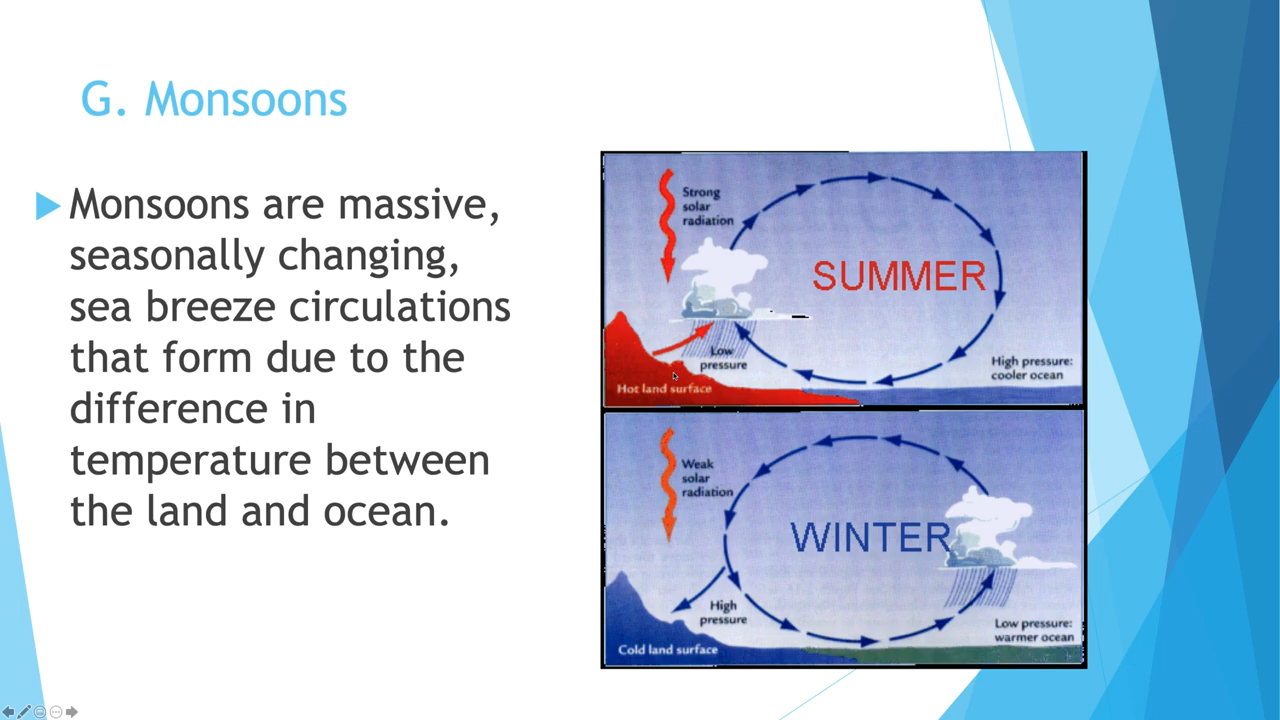 G. Monsoons
Monsoons are massive,
seasonally changing,
sea breeze circulations
that form due to the
difference in
temperature between
the land and ocean.
Strong
solar
radiation
SUMMER
Low
pressure
High pressure:
cooler ocean
Hot land surface
Weak
solar
radiation
WINTER
High
pressure
Low pressure:
warmer ocean
Cold land surface